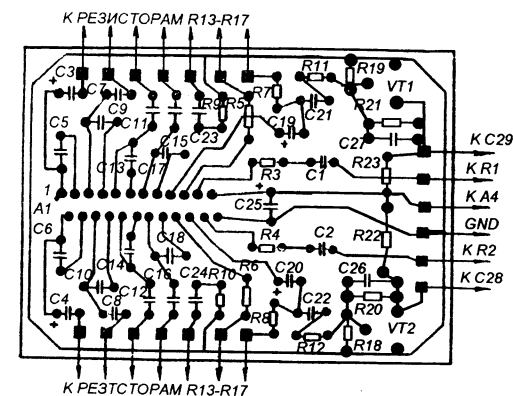 К РЕЗИСТОРАМ R13-R17
C3 C7 C9 C11 C15 R9 R5 C23 R7 C19 R11 C21 R19 R21 VT1
C5 C13 C17 C27 К C29
R3 C1 R23 К R1
1
A1 C25 К A4
GND
C6 C18 R4 C2 R22 К R2
C10 C14 C16 C24 R10 R6 C20 C26 К C28
C4 C8 C12 R8 C22 R20
R12 R18 VT2
К РЕЗТСТОРАМ R13-R17